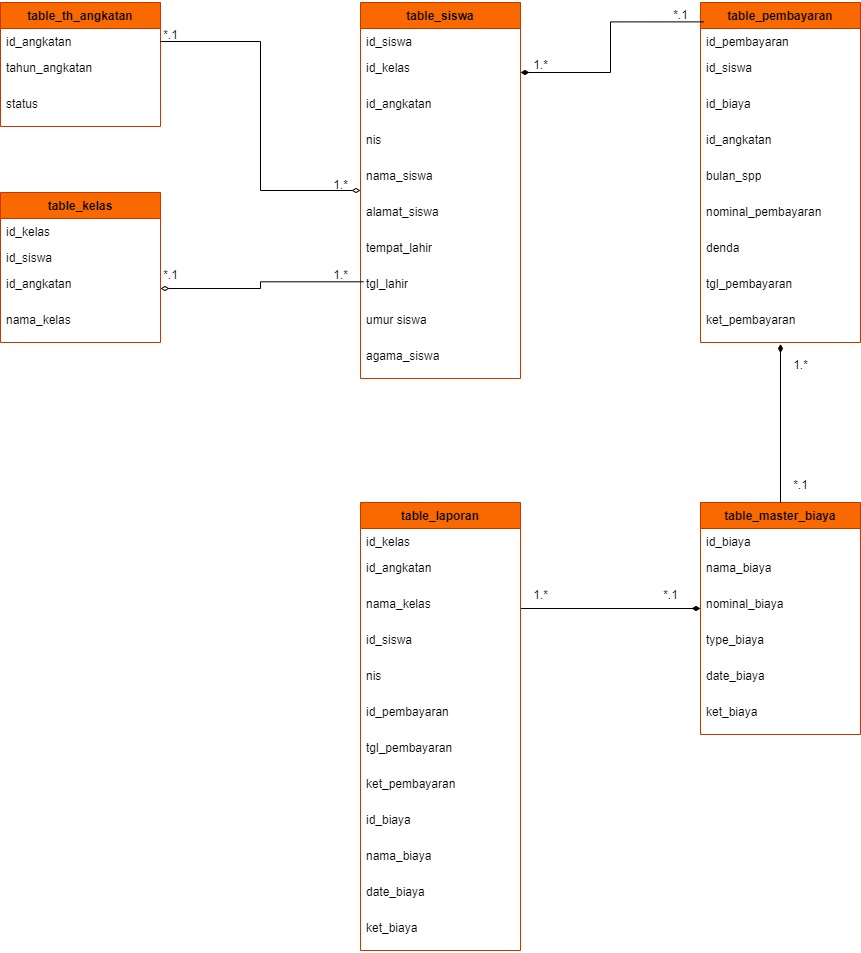 table_th_angkatan
id_angkatan
tahun_angkatan
status
*.1
1.*
table_kelas
id_kelas
id_siswa
id_angkatan
nama_kelas
*.1
1.*
table_siswa
id_siswa
id_kelas
id_angkatan
nis
nama_siswa
alamat_siswa
tempat_lahir
tgl_lahir
umur siswa
agama_siswa
1.*
*.1
table_pembayaran
id_pembayaran
id_siswa
id_biaya
id_angkatan
bulan_spp
nominal_pembayaran
denda
tgl_pembayaran
ket_pembayaran
1.*
*.1
table_laporan
id_kelas
id_angkatan
nama_kelas
id_siswa
nis
id_pembayaran
tgl_pembayaran
ket_pembayaran
id_biaya
nama_biaya
date_biaya
ket_biaya
1.*
*.1
table_master_biaya
id_biaya
nama_biaya
nominal_biaya
type_biaya
date_biaya
ket_biaya